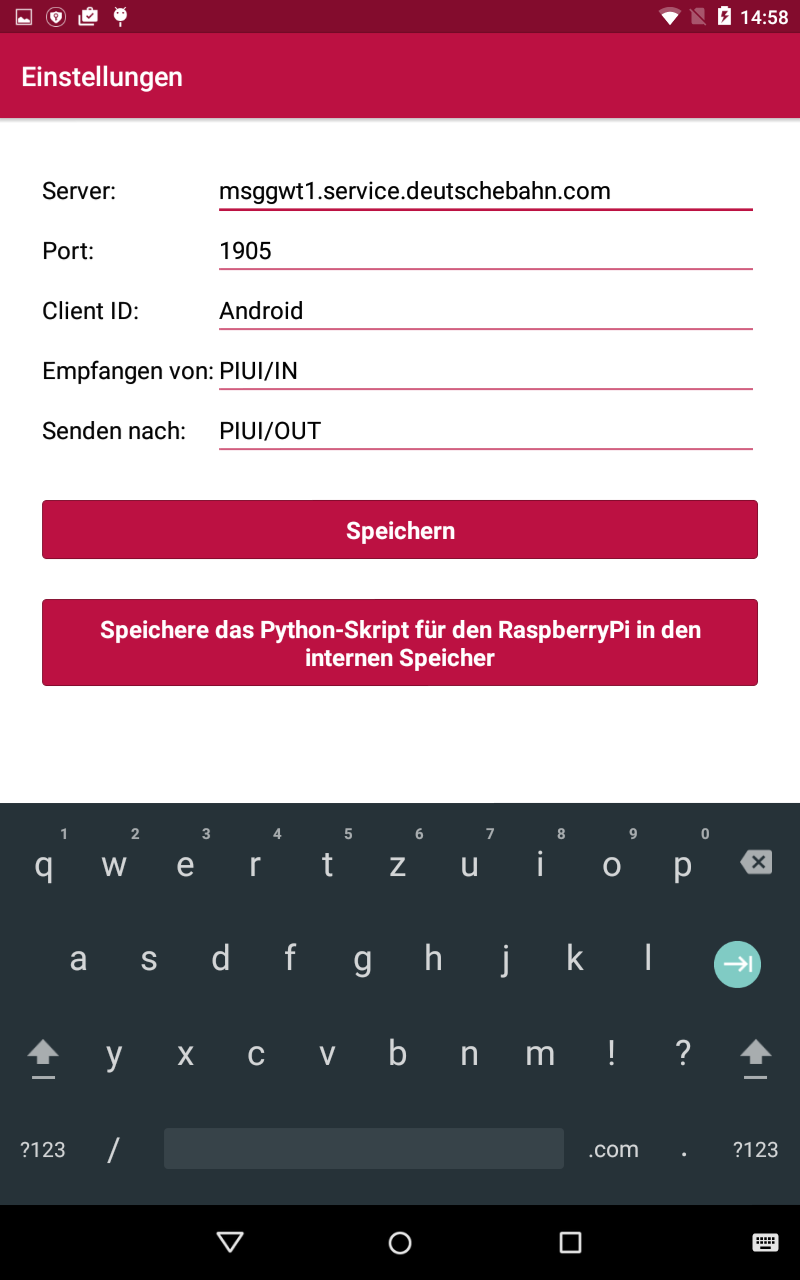 14:58
Einstellungen
Server: msggwt1.service.deutschebahn.com
Port: 1905
Client ID: Android
Empfangen von: PIUI/IN
Senden nach: PIUI/OUT
Speichern
Speichere das Python-Skript für den RaspberryPi in den
internen Speicher
1 2 3 4 5 6 7 8 9 0
q w e r t z u i o p
a s d f g h j k l
y x c v b n m ! ?
?123 / .com . ?123